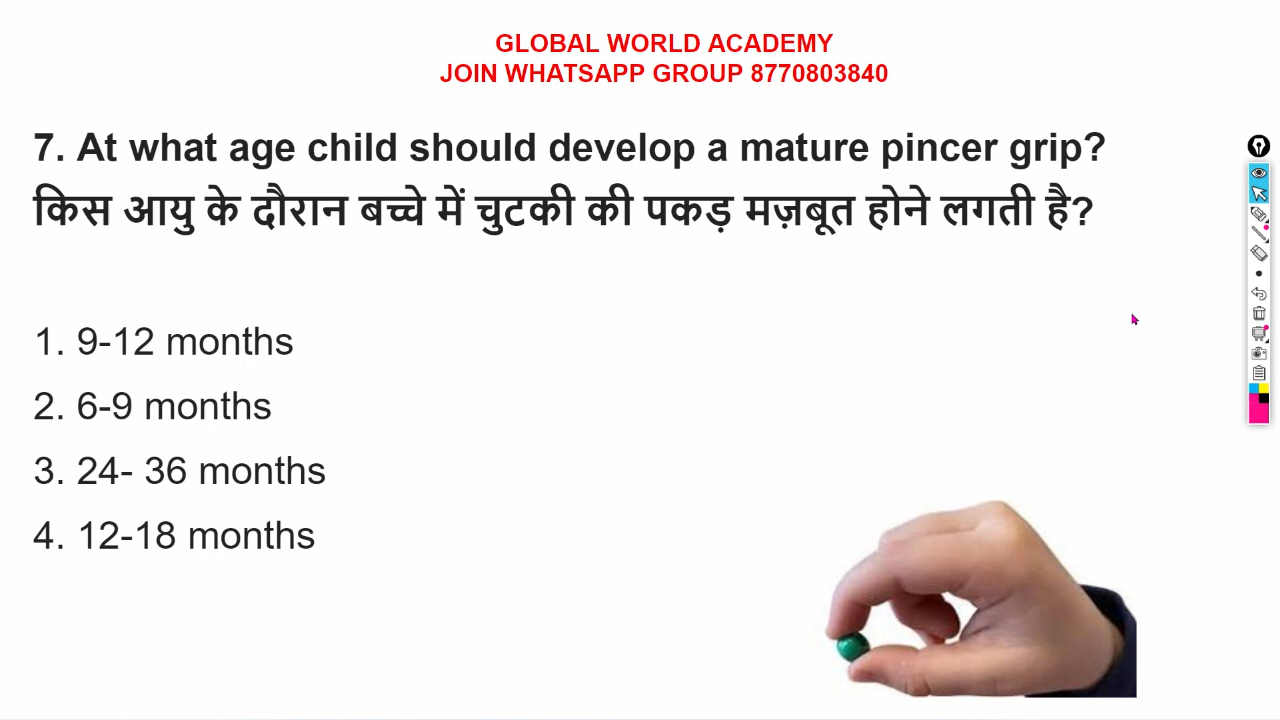 GLOBAL WORLD ACADEMY
JOIN WHATSAPP GROUP 8770803840
7. At what age child should develop a mature pincer grip?
किस आयु के दौरान बच्चे में चुटकी की पकड़ मज़बूत होने लगती है?
1. 9-12 months
2. 6-9 months
3. 24- 36 months
4. 12-18 months